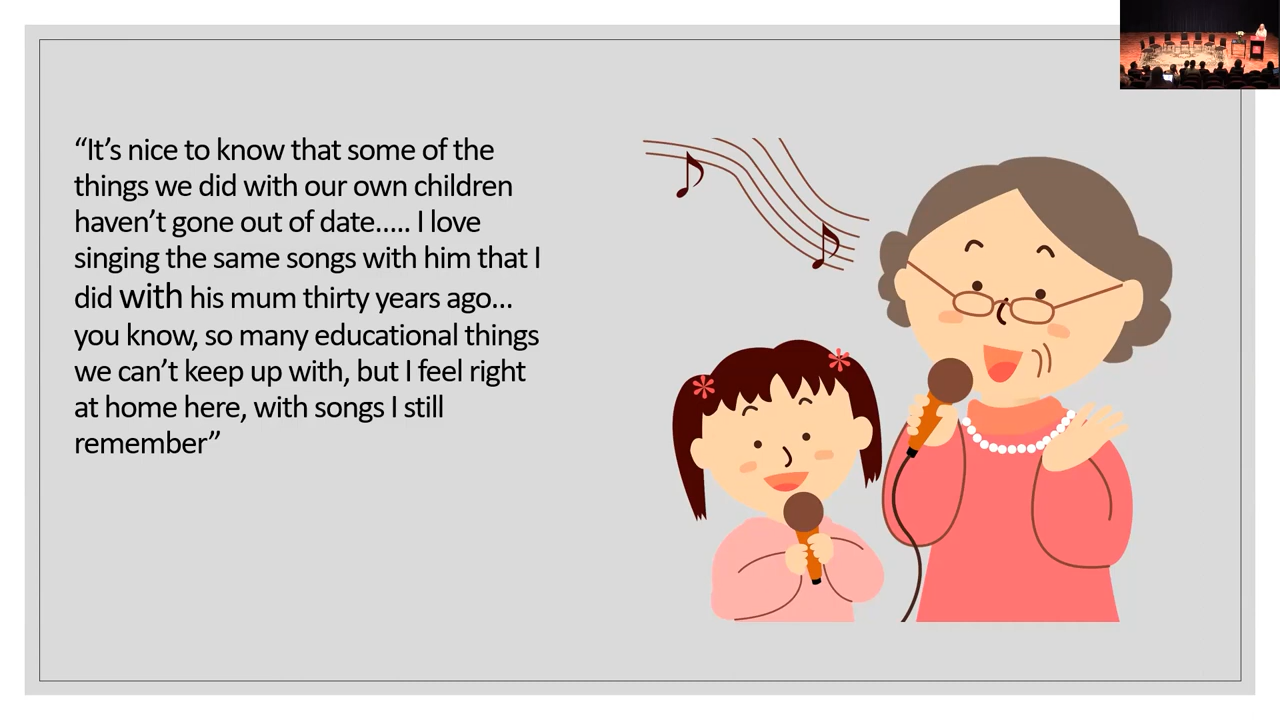 “It’s nice to know that some of the
things we did with our own children
haven’t gone out of date..... I love
singing the same songs with him that I
did with his mum thirty years ago...
you know, so many educational things
we can’t keep up with, but I feel right
at home here, with songs I still
remember”